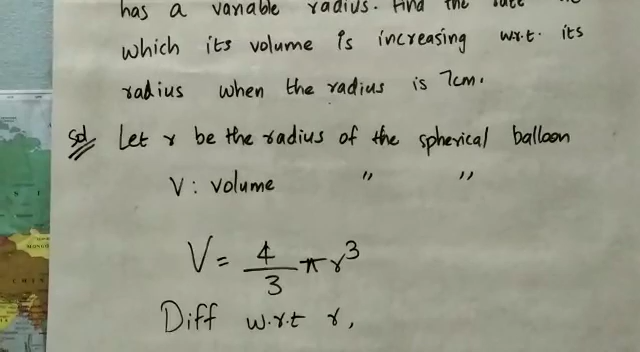 has a variable radius. Find the rate
which its volume is increasing w.r.t. its
radius when the radius is 7cm.
Sol Let r be the radius of the spherical balloon
V : volume " "
V = 4/3 πr³
Diff w.r.t r,